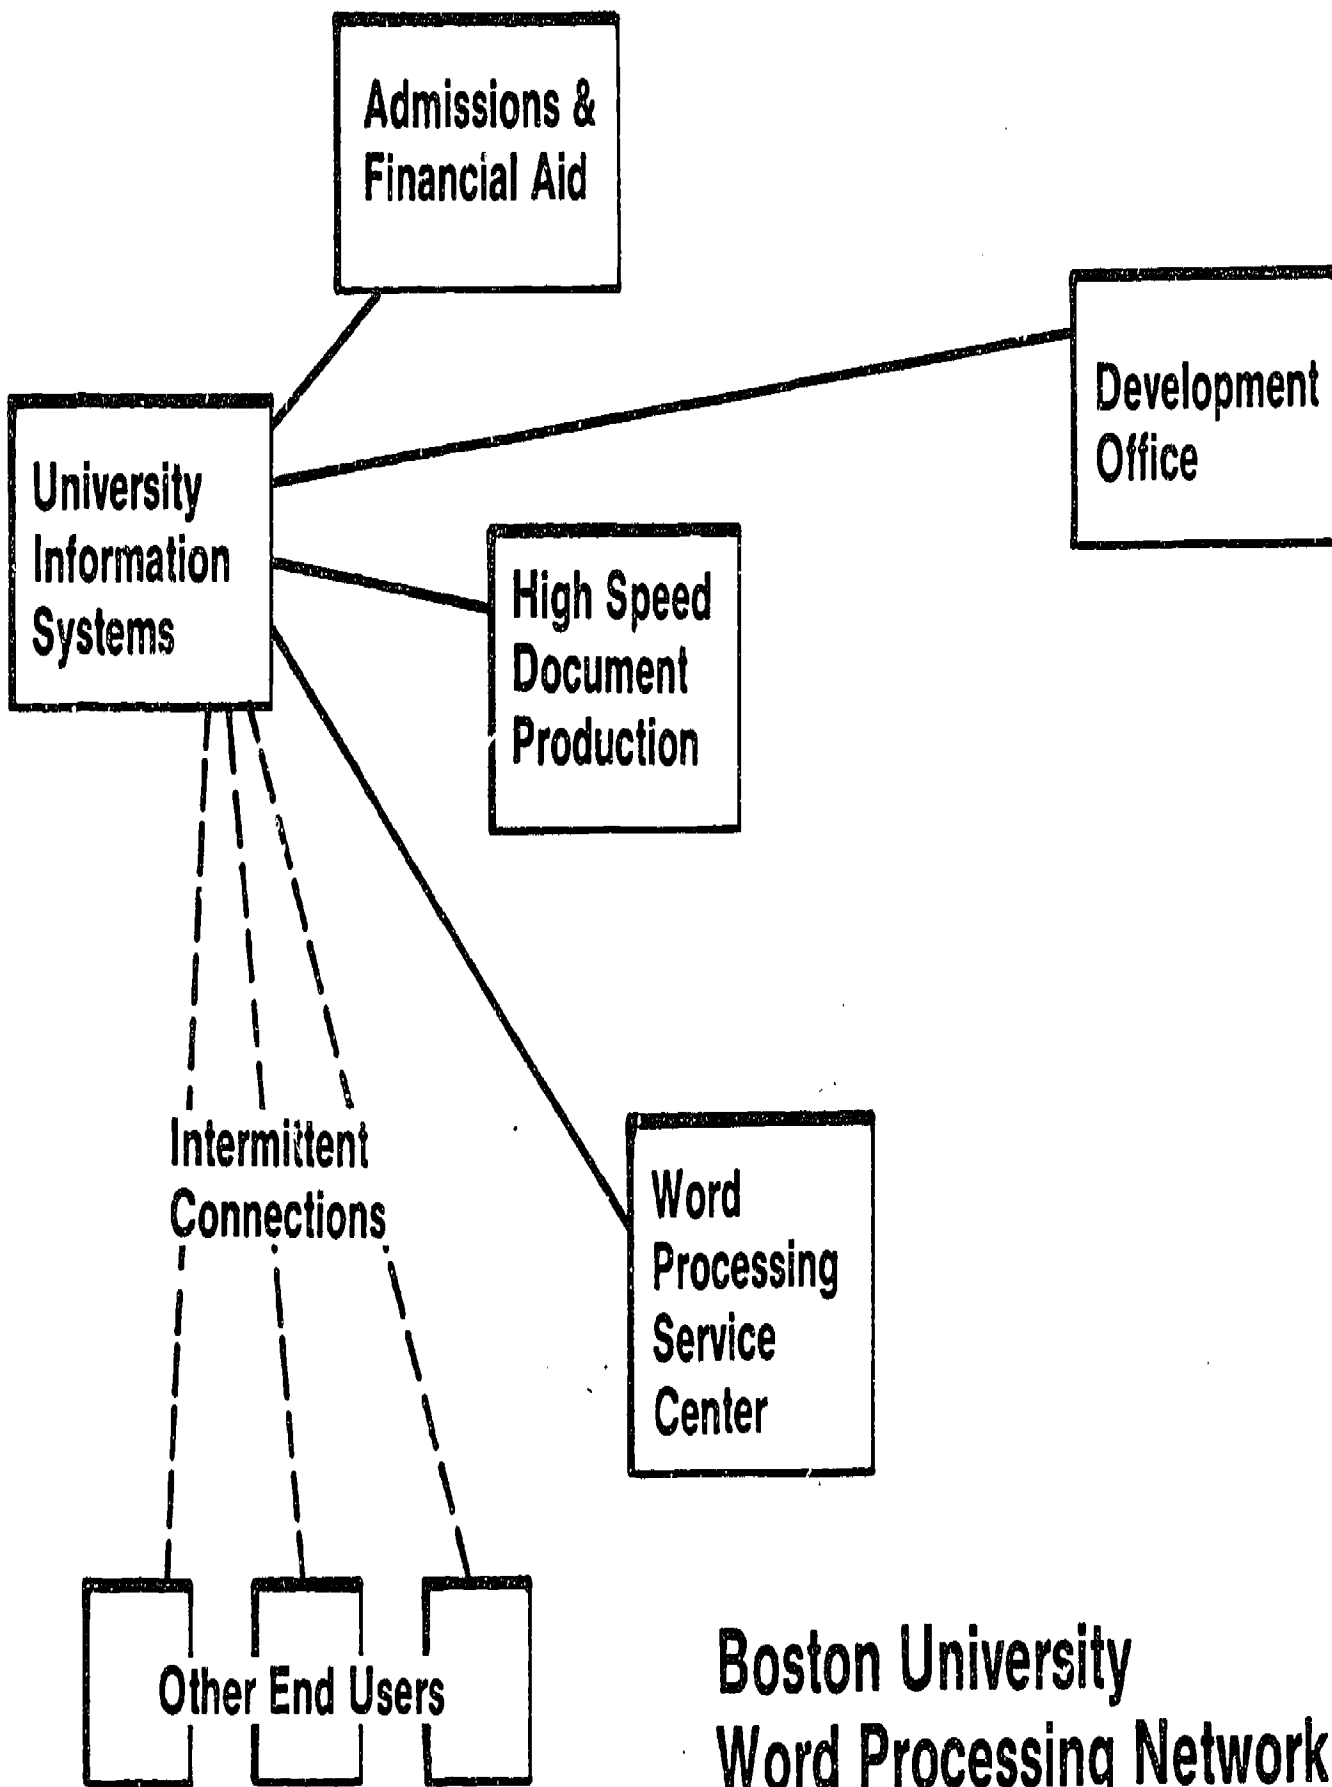 Admissions &
Financial Aid
Development
Office
University
Information
Systems
High Speed
Document
Production
Intermittent
Connections
Word
Processing
Service
Center
Other End Users
Boston University
Word Processing Network